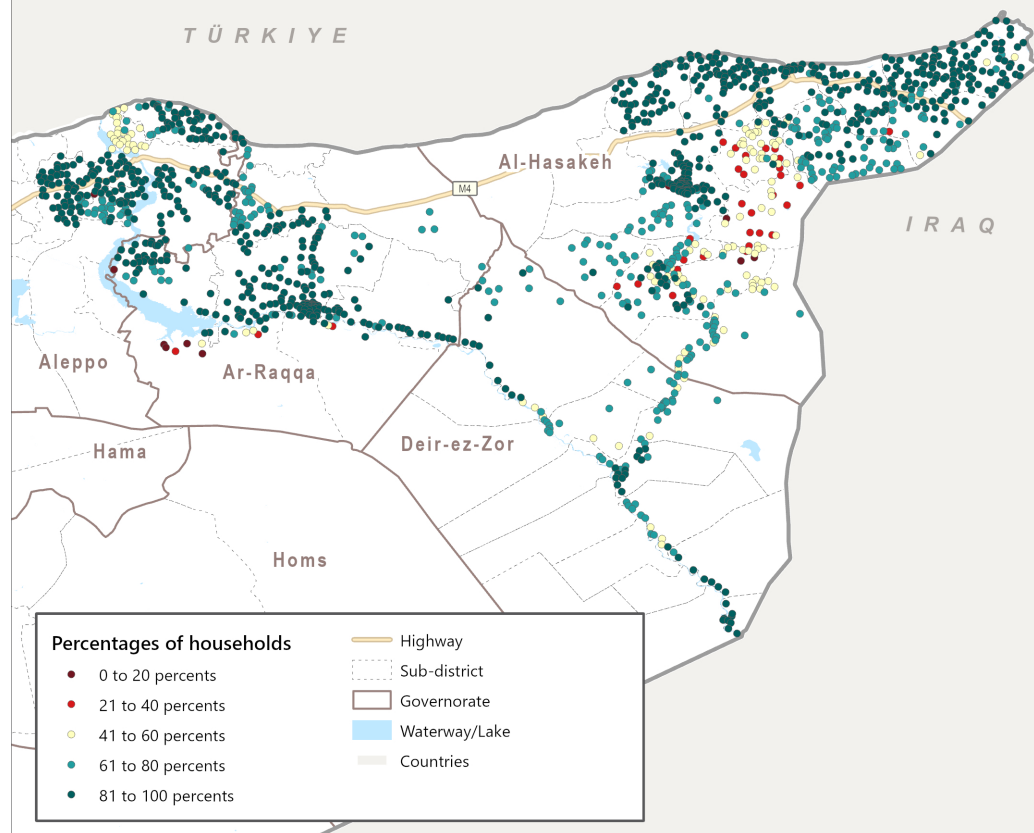 TÜRKIYE
Al-Hasakeh
M4
IRAQ
Aleppo
Ar-Raqqa
Hama
Deir-ez-Zor
Homs
Percentages of households
0 to 20 percents
21 to 40 percents
41 to 60 percents
61 to 80 percents
81 to 100 percents
Highway
Sub-district
Governorate
Waterway/Lake
Countries